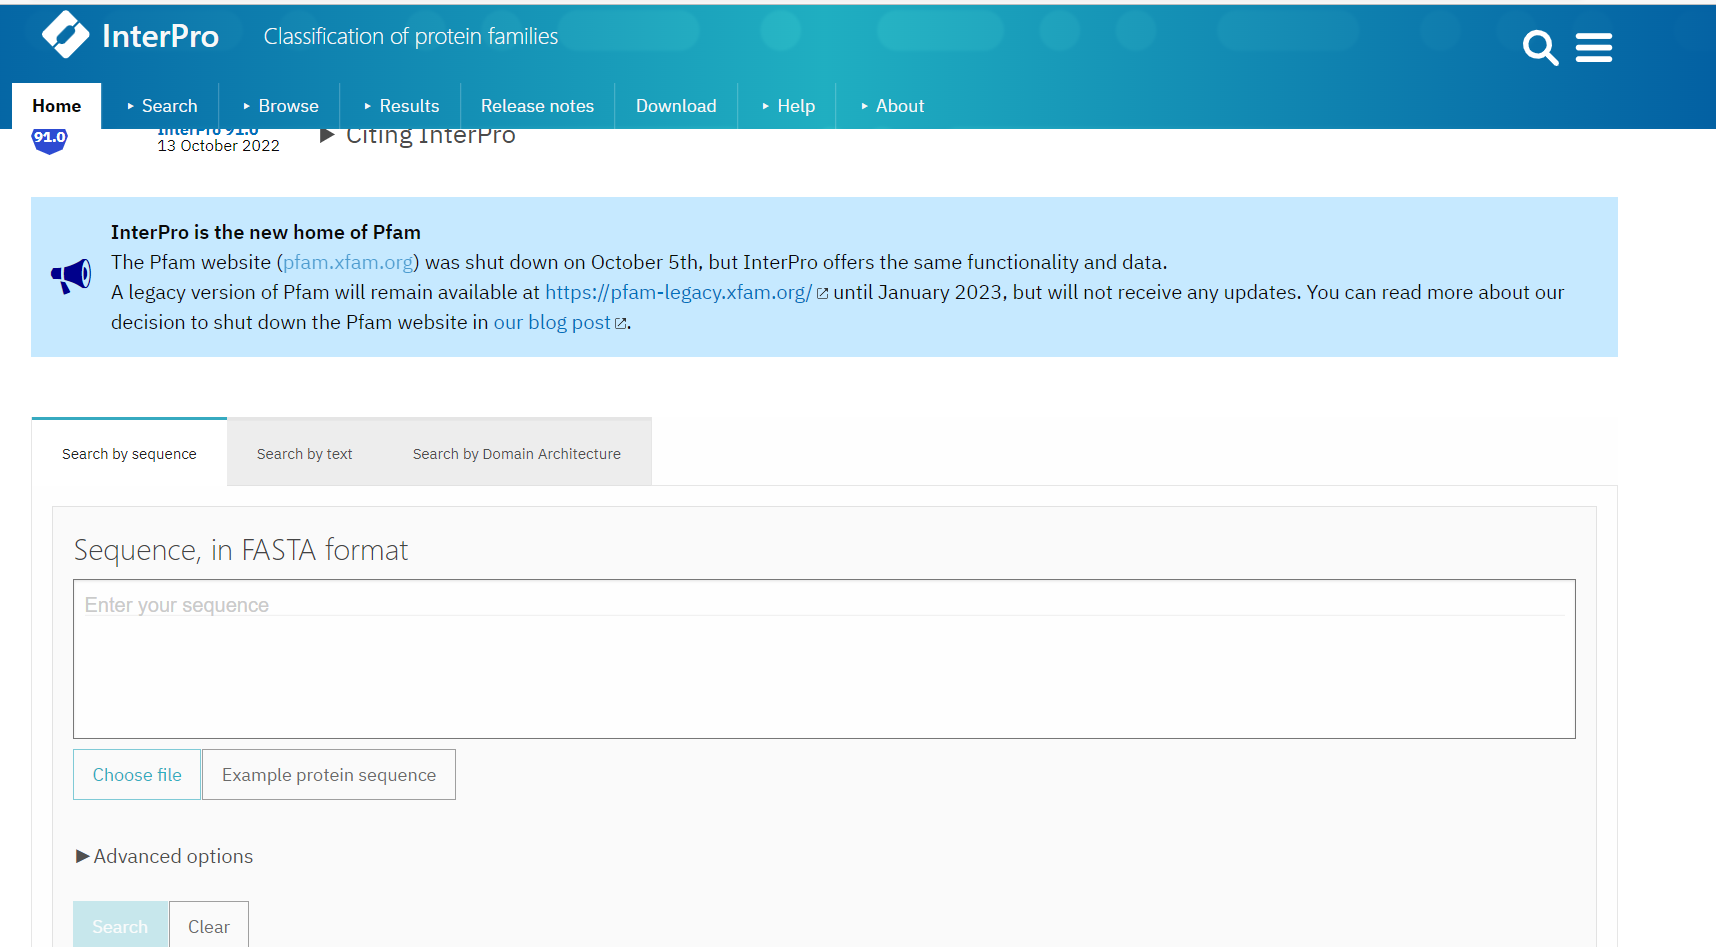 InterPro Classification of protein families
Home Search Browse Results Release notes Download Help About
91.0 InterPro 91.0 Citing InterPro
13 October 2022
InterPro is the new home of Pfam
The Pfam website (pfam.xfam.org) was shut down on October 5th, but InterPro offers the same functionality and data.
A legacy version of Pfam will remain available at https://pfam-legacy.xfam.org/ until January 2023, but will not receive any updates. You can read more about our
decision to shut down the Pfam website in our blog post.
Search by sequence Search by text Search by Domain Architecture
Sequence, in FASTA format
Enter your sequence
Choose file Example protein sequence
Advanced options
Search Clear